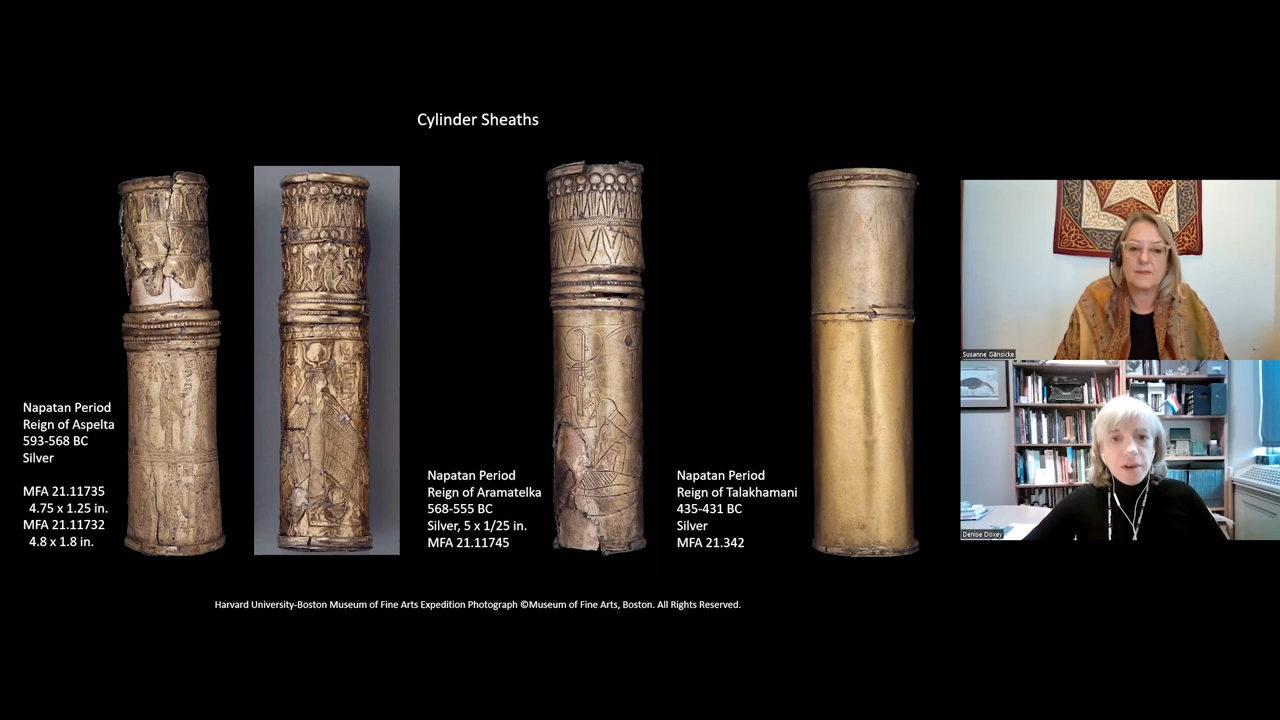 Cylinder Sheaths
Napatan Period
Reign of Aspelta
593-568 BC
Silver
MFA 21.11735
4.75 x 1.25 in.
MFA 21.11732
4.8 x 1.8 in.
Napatan Period
Reign of Aramatelka
568-555 BC
Silver, 5 x 1/25 in.
MFA 21.11745
Napatan Period
Reign of Talakhamani
435-431 BC
Silver
MFA 21.342
Harvard University-Boston Museum of Fine Arts Expedition Photograph ©Museum of Fine Arts, Boston. All Rights Reserved.
Susanne Gänsicke
Denise Doxey